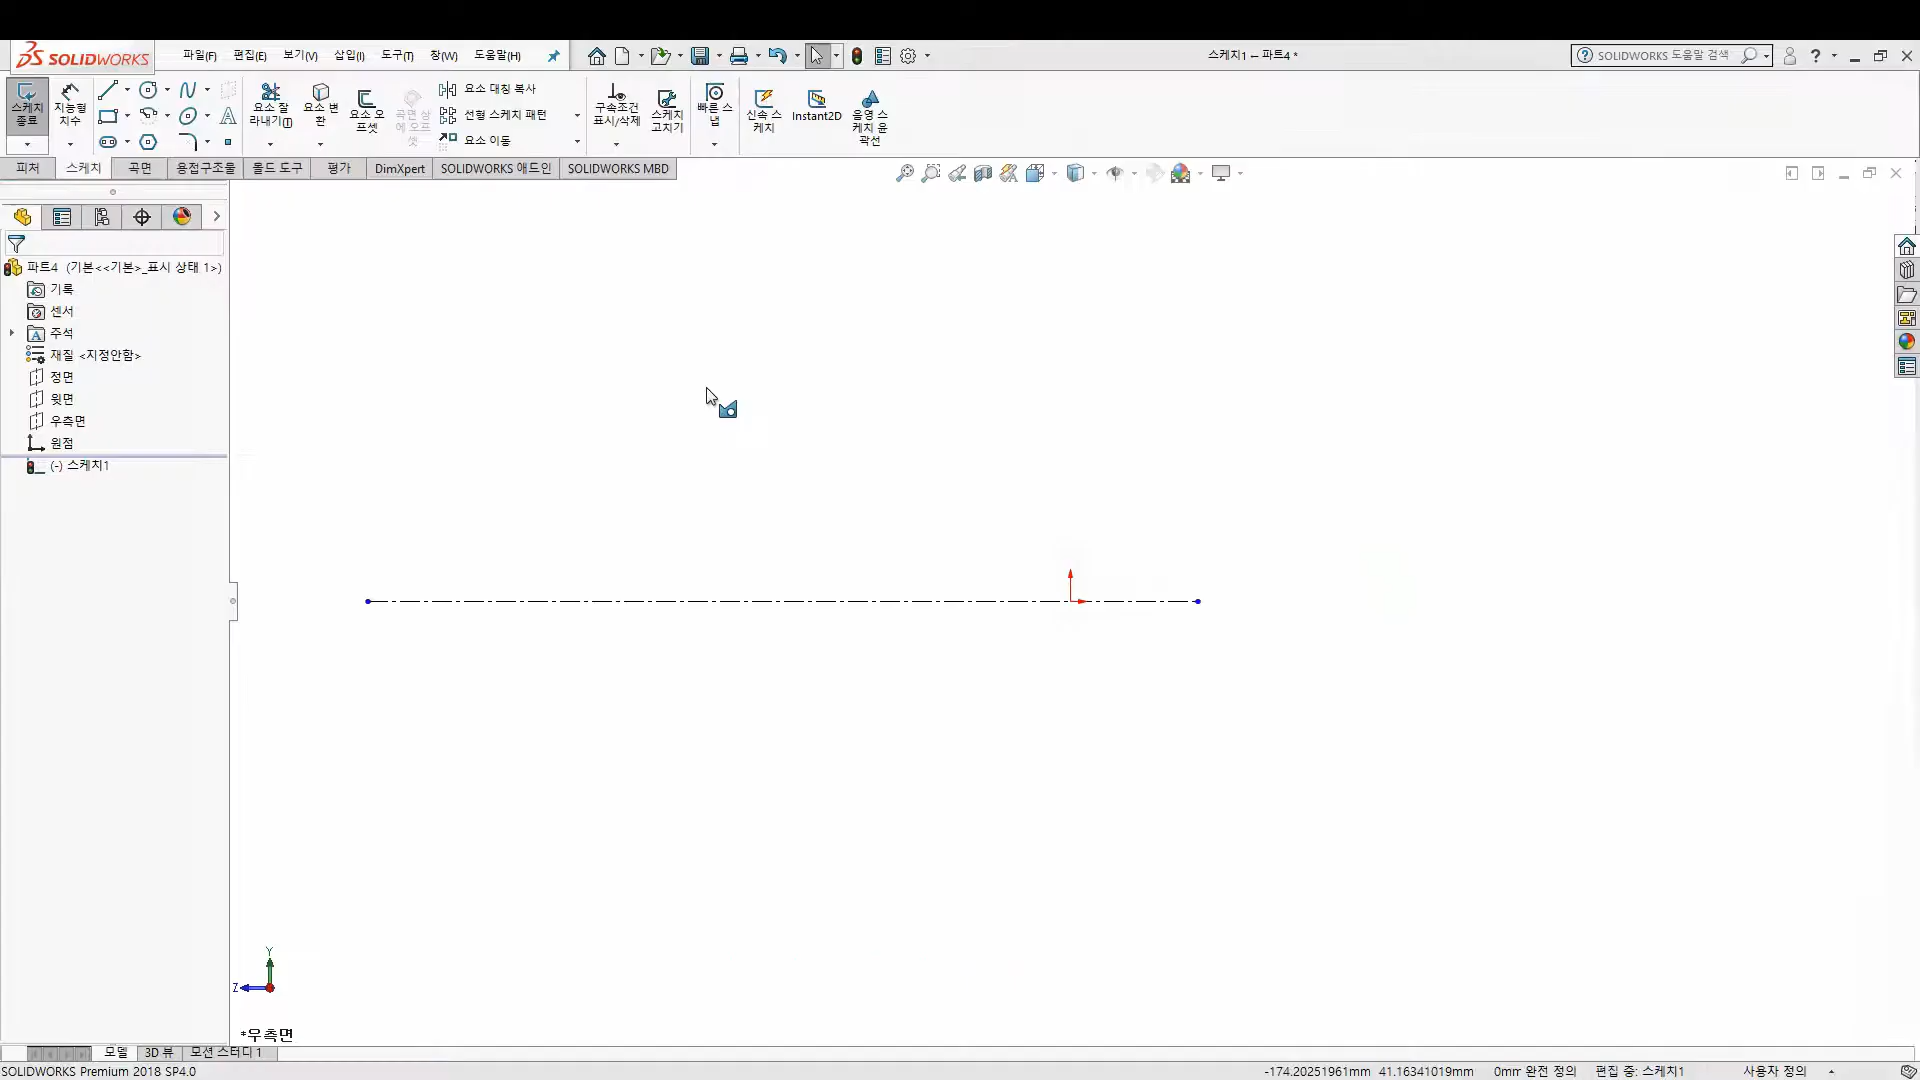 SOLIDWORKS 파일(F) 편집(E) 보기(V) 삽입(I) 도구(T) 창(W) 도움말(H) 스케치1 – 파트4 * SOLIDWORKS 도움말 검색 ?
스케치 종료
지능형 치수
요소 잘라내기(T)
요소 변환
요소 오프셋
곡면 상에 오프셋
요소 대칭 복사
선형 스케치 패턴
요소 이동
구속조건 표시/삭제
스케치 고치기
빠른 스냅
신속 스케치
Instant2D
음영 스케치 윤곽선
피처 스케치 곡면 용접구조물 몰드 도구 평가 DimXpert SOLIDWORKS 애드인 SOLIDWORKS MBD
파트4 (기본<<기본>_표시 상태 1>)
기록
센서
주석
재질 <지정안함>
정면
윗면
우측면
원점
(-) 스케치1
Y
Z
*우측면
모델 3D 뷰 모션 스터디 1
SOLIDWORKS Premium 2018 SP4.0 -174.20251961mm 41.16341019mm 0mm 완전 정의 편집 중: 스케치1 사용자 정의